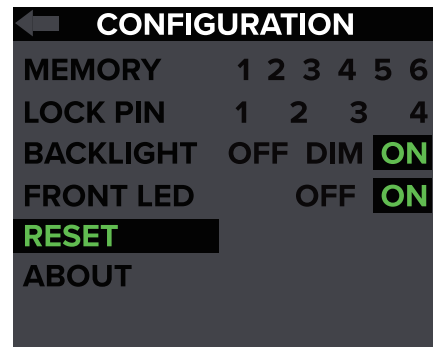 CONFIGURATION
MEMORY 1 2 3 4 5 6
LOCK PIN 1 2 3 4
BACKLIGHT OFF DIM ON
FRONT LED OFF ON
RESET
ABOUT